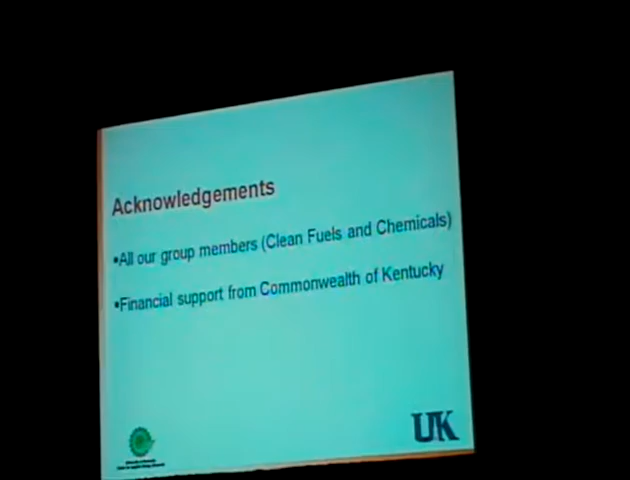 Acknowledgements
▪All our group members (Clean Fuels and Chemicals)
▪Financial support from Commonwealth of Kentucky
UK